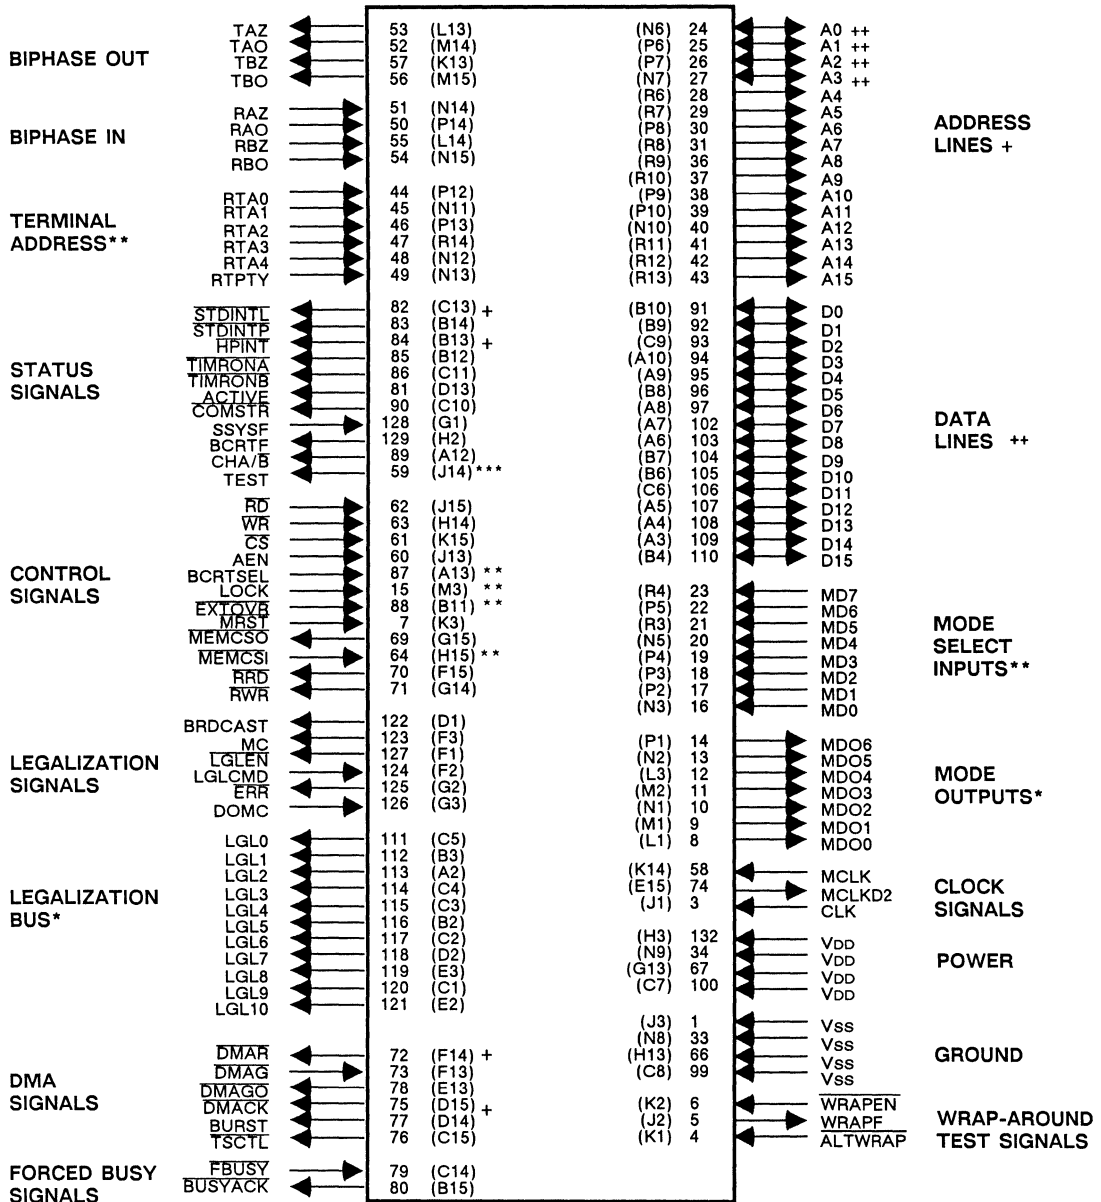 BIPHASE OUT
TAZ 53 (L13)
TAO 52 (M14)
TBZ 57 (K13)
TBO 56 (M15)
BIPHASE IN
RAZ 51 (N14)
RAO 50 (P14)
RBZ 55 (L14)
RBO 54 (N15)
TERMINAL
ADDRESS**
RTA0 44 (P12)
RTA1 45 (N11)
RTA2 46 (P13)
RTA3 47 (R14)
RTA4 48 (N12)
RTPTY 49 (N13)
STATUS
SIGNALS
STDINTL 82 (C13) +
STDINTP 83 (B14)
HPINT 84 (B13) +
TIMRONA 85 (B12)
TIMRONB 86 (C11)
ACTIVE 81 (D13)
COMSTR 90 (C10)
SSYSF 128 (G1)
BCRTF 129 (H2)
CHA/B 89 (A12)
TEST 59 (J14) ***
CONTROL
SIGNALS
RD 62 (J15)
WR 63 (H14)
CS 61 (K15)
AEN 60 (J13)
BCRTSEL 87 (A13) **
LOCK 15 (M3) **
EXTOVR 88 (B11) **
MRST 7 (K3)
MEMCSO 69 (G15)
MEMCSI 64 (H15) **
RRD 70 (F15)
RWR 71 (G14)
LEGALIZATION
SIGNALS
BRDCAST 122 (D1)
MC 123 (F3)
LGLEN 127 (F1)
LGLCMD 124 (F2)
ERR 125 (G2)
DOMC 126 (G3)
LEGALIZATION
BUS*
LGL0 111 (C5)
LGL1 112 (B3)
LGL2 113 (A2)
LGL3 114 (C4)
LGL4 115 (C3)
LGL5 116 (B2)
LGL6 117 (C2)
LGL7 118 (D2)
LGL8 119 (E3)
LGL9 120 (C1)
LGL10 121 (E2)
DMA
SIGNALS
DMAR 72 (F14) +
DMAG 73 (F13)
DMAGO 78 (E13)
DMACK 75 (D15) +
BURST 77 (D14)
TSCTL 76 (C15)
FORCED BUSY
SIGNALS
FBUSY 79 (C14)
BUSYACK 80 (B15)
(N6) 24 A0 ++
(P6) 25 A1 ++
(P7) 26 A2 ++
(N7) 27 A3 ++
(R6) 28 A4
(R7) 29 A5
(P8) 30 A6
(R8) 31 A7
(R9) 36 A8
(R10) 37 A9
(P9) 38 A10
(P10) 39 A11
(N10) 40 A12
(R11) 41 A13
(R12) 42 A14
(R13) 43 A15
ADDRESS
LINES +
(B10) 91 D0
(B9) 92 D1
(C9) 93 D2
(A10) 94 D3
(A9) 95 D4
(B8) 96 D5
(A8) 97 D6
(A7) 102 D7
(A6) 103 D8
(B7) 104 D9
(B6) 105 D10
(C6) 106 D11
(A5) 107 D12
(A4) 108 D13
(A3) 109 D14
(B4) 110 D15
DATA
LINES ++
(R4) 23 MD7
(P5) 22 MD6
(R3) 21 MD5
(N5) 20 MD4
(P4) 19 MD3
(P3) 18 MD2
(P2) 17 MD1
(N3) 16 MD0
MODE
SELECT
INPUTS**
(P1) 14 MDO6
(N2) 13 MDO5
(L3) 12 MDO4
(M2) 11 MDO3
(N1) 10 MDO2
(M1) 9 MDO1
(L1) 8 MDO0
MODE
OUTPUTS*
(K14) 58 MCLK
(E15) 74 MCLKD2
(J1) 3 CLK
CLOCK
SIGNALS
(H3) 132 VDD
(N9) 34 VDD
(G13) 67 VDD
(C7) 100 VDD
POWER
(J3) 1 VSS
(N8) 33 VSS
(H13) 66 VSS
(C8) 99 VSS
GROUND
(K2) 6 WRAPEN
(J2) 5 WRAPF
(K1) 4 ALTWRAP
WRAP-AROUND
TEST SIGNALS